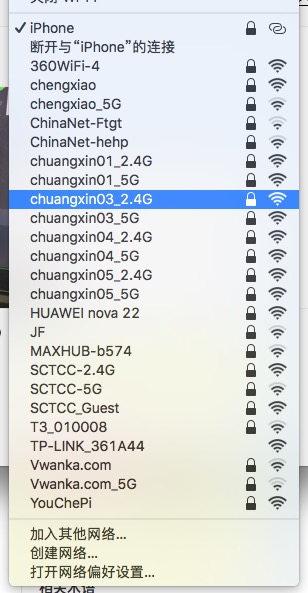 ✓ iPhone
断开与“iPhone”的连接
360WiFi-4
chengxiao
chengxiao_5G
ChinaNet-Ftgt
ChinaNet-hehp
chuangxin01_2.4G
chuangxin01_5G
chuangxin03_2.4G
chuangxin03_5G
chuangxin04_2.4G
chuangxin04_5G
chuangxin05_2.4G
chuangxin05_5G
HUAWEI nova 22
JF
MAXHUB-b574
SCTCC-2.4G
SCTCC-5G
SCTCC_Guest
T3_010008
TP-LINK_361A44
Vwanka.com
Vwanka.com_5G
YouChePi
加入其他网络...
创建网络...
打开网络偏好设置...